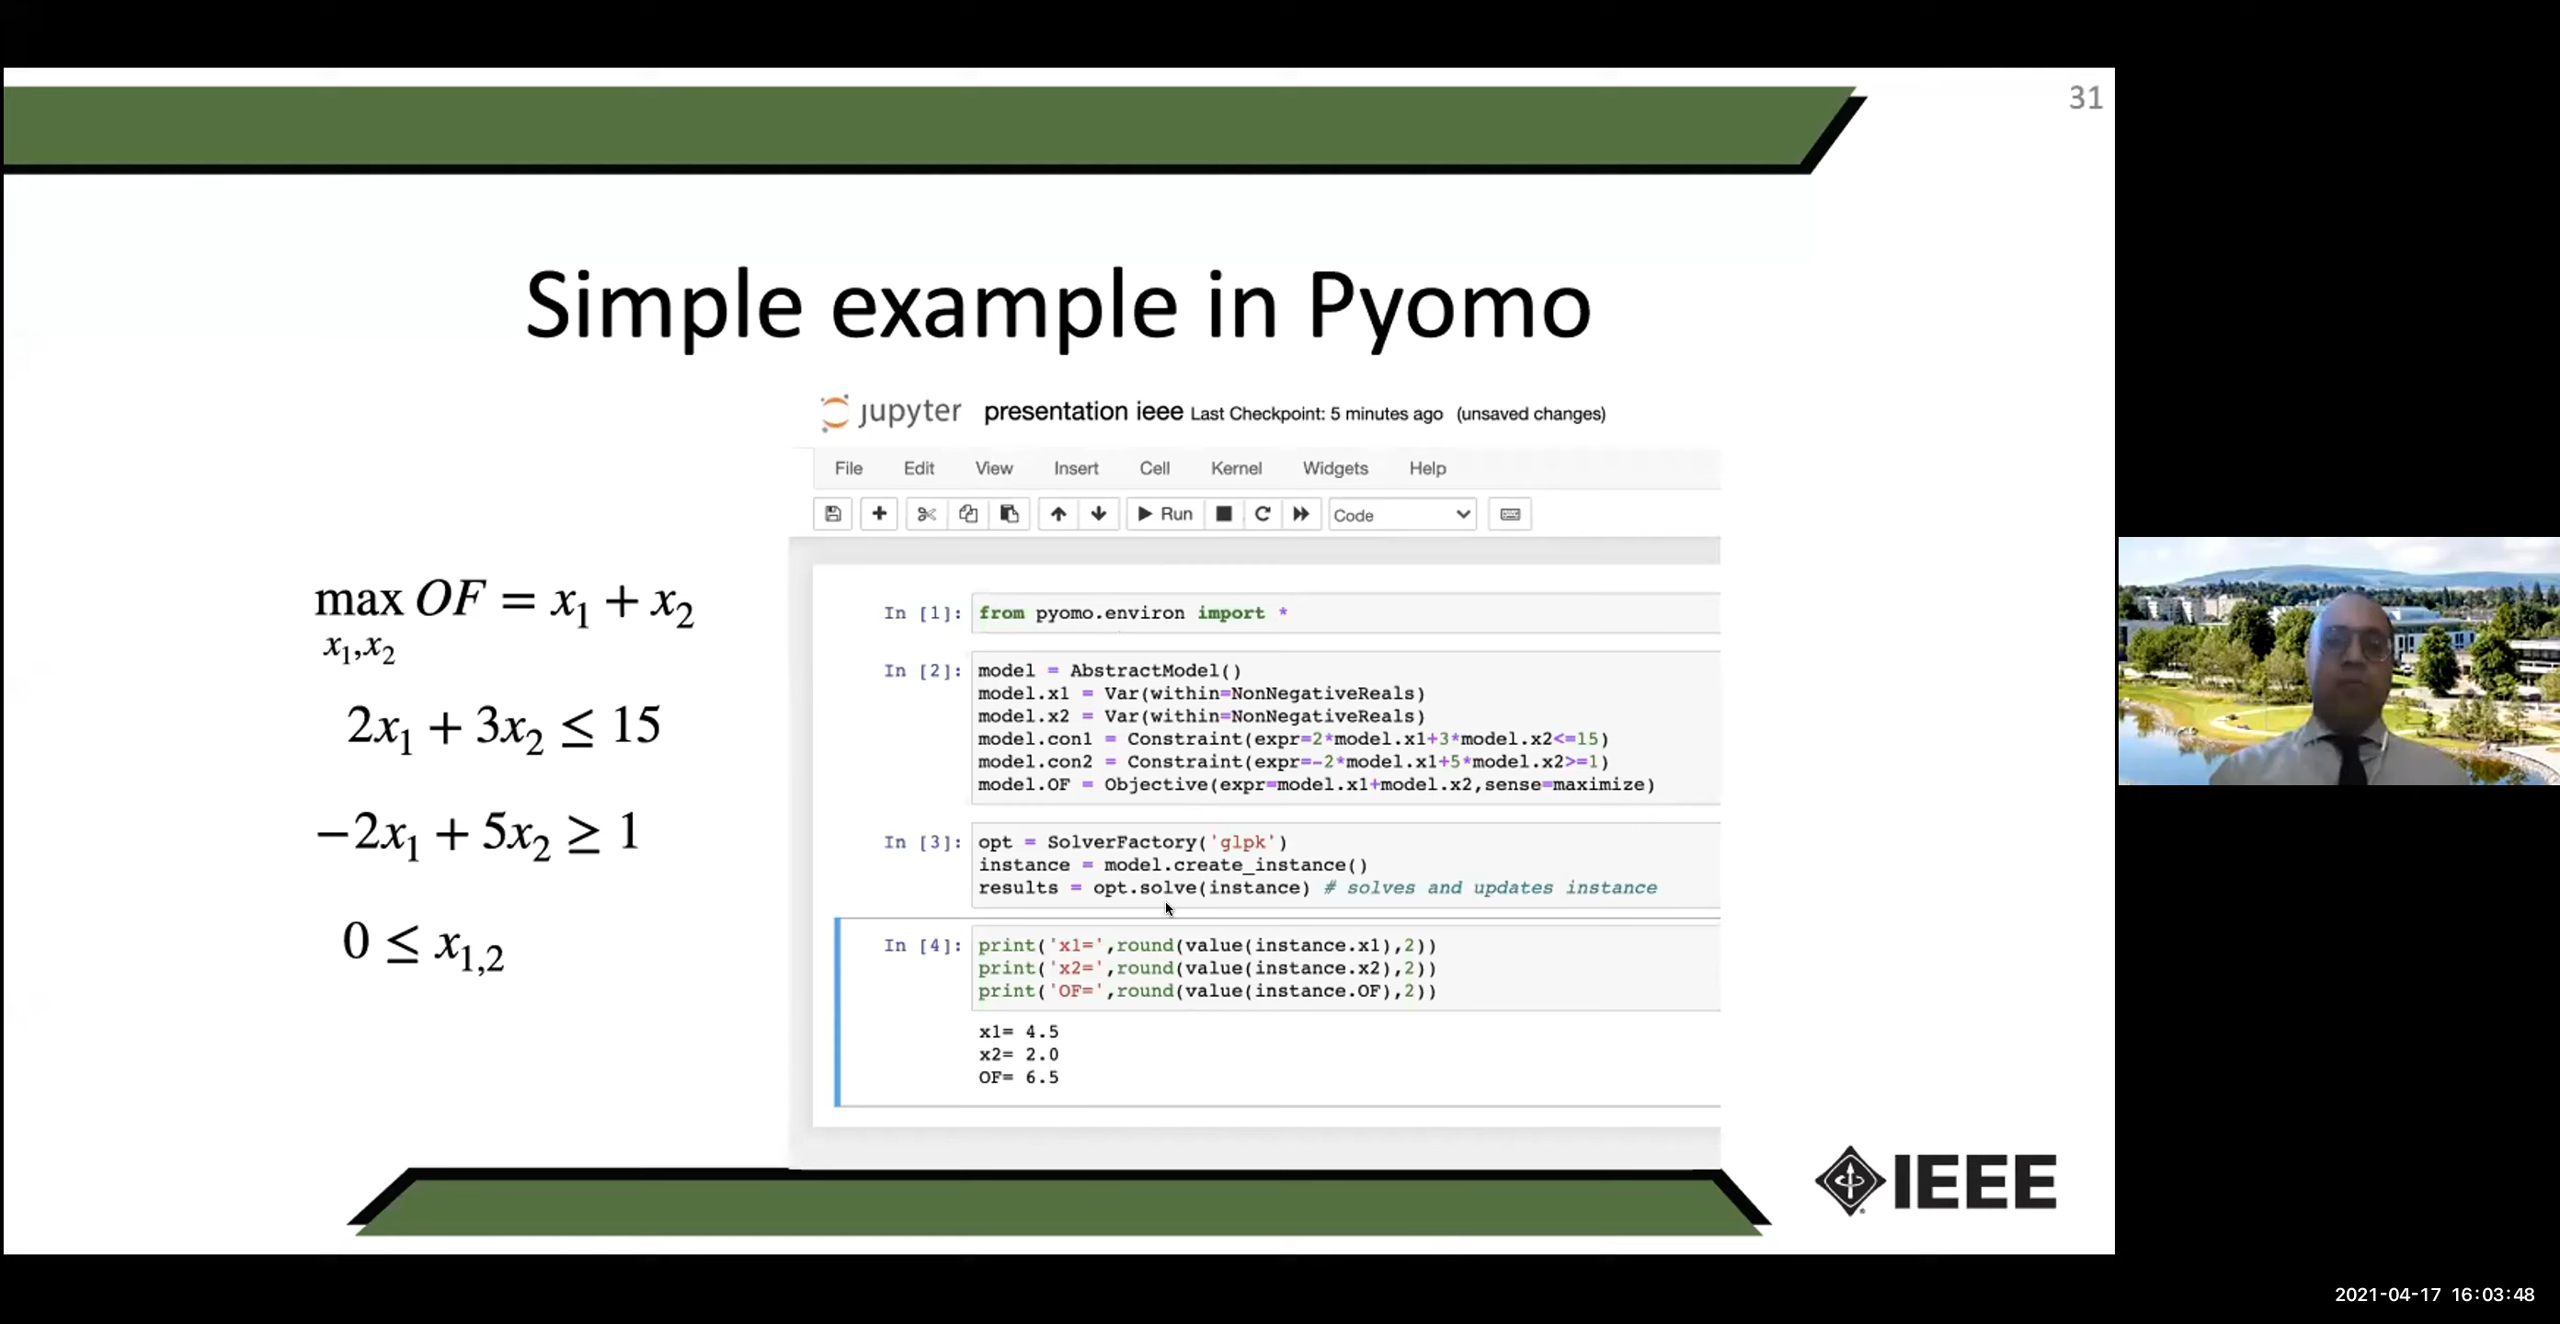 31
Simple example in Pyomo
jupyter presentation ieee Last Checkpoint: 5 minutes ago (unsaved changes)
File Edit View Insert Cell Kernel Widgets Help
Run Code
max OF = x₁ + x₂
x₁,x₂
2x₁ + 3x₂ ≤ 15
−2x₁ + 5x₂ ≥ 1
0 ≤ x₁,₂
In [1]: from pyomo.environ import *
In [2]: model = AbstractModel()
model.x1 = Var(within=NonNegativeReals)
model.x2 = Var(within=NonNegativeReals)
model.con1 = Constraint(expr=2*model.x1+3*model.x2<=15)
model.con2 = Constraint(expr=-2*model.x1+5*model.x2>=1)
model.OF = Objective(expr=model.x1+model.x2,sense=maximize)
In [3]: opt = SolverFactory('glpk')
instance = model.create_instance()
results = opt.solve(instance) # solves and updates instance
In [4]: print('x1=',round(value(instance.x1),2))
print('x2=',round(value(instance.x2),2))
print('OF=',round(value(instance.OF),2))
x1= 4.5
x2= 2.0
OF= 6.5
IEEE
2021-04-17 16:03:48